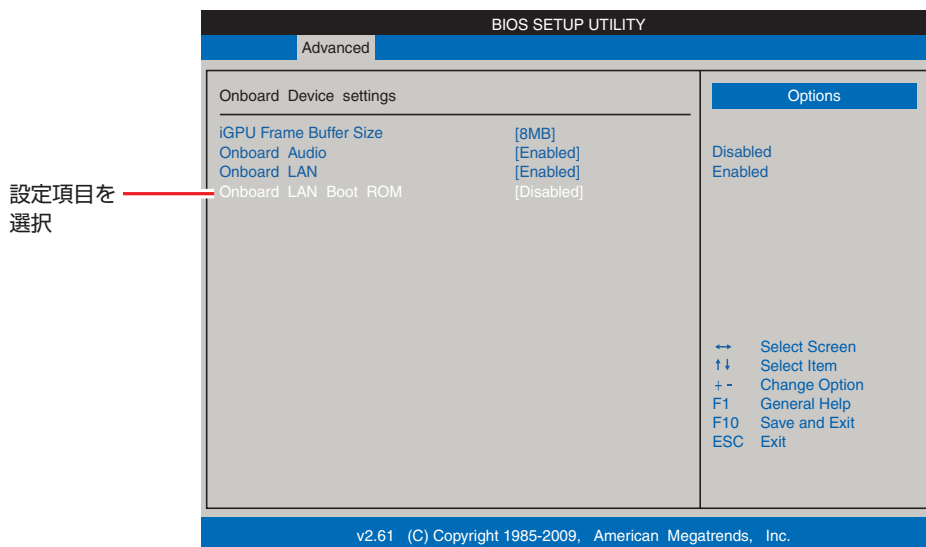 BIOS SETUP UTILITY
Advanced
Onboard Device settings
iGPU Frame Buffer Size [8MB]
Onboard Audio [Enabled]
Onboard LAN [Enabled]
Onboard LAN Boot ROM [Disabled]
設定項目を
選択
Options
Disabled
Enabled
↔ Select Screen
↑↓ Select Item
+ - Change Option
F1 General Help
F10 Save and Exit
ESC Exit
v2.61 (C) Copyright 1985-2009, American Megatrends, Inc.